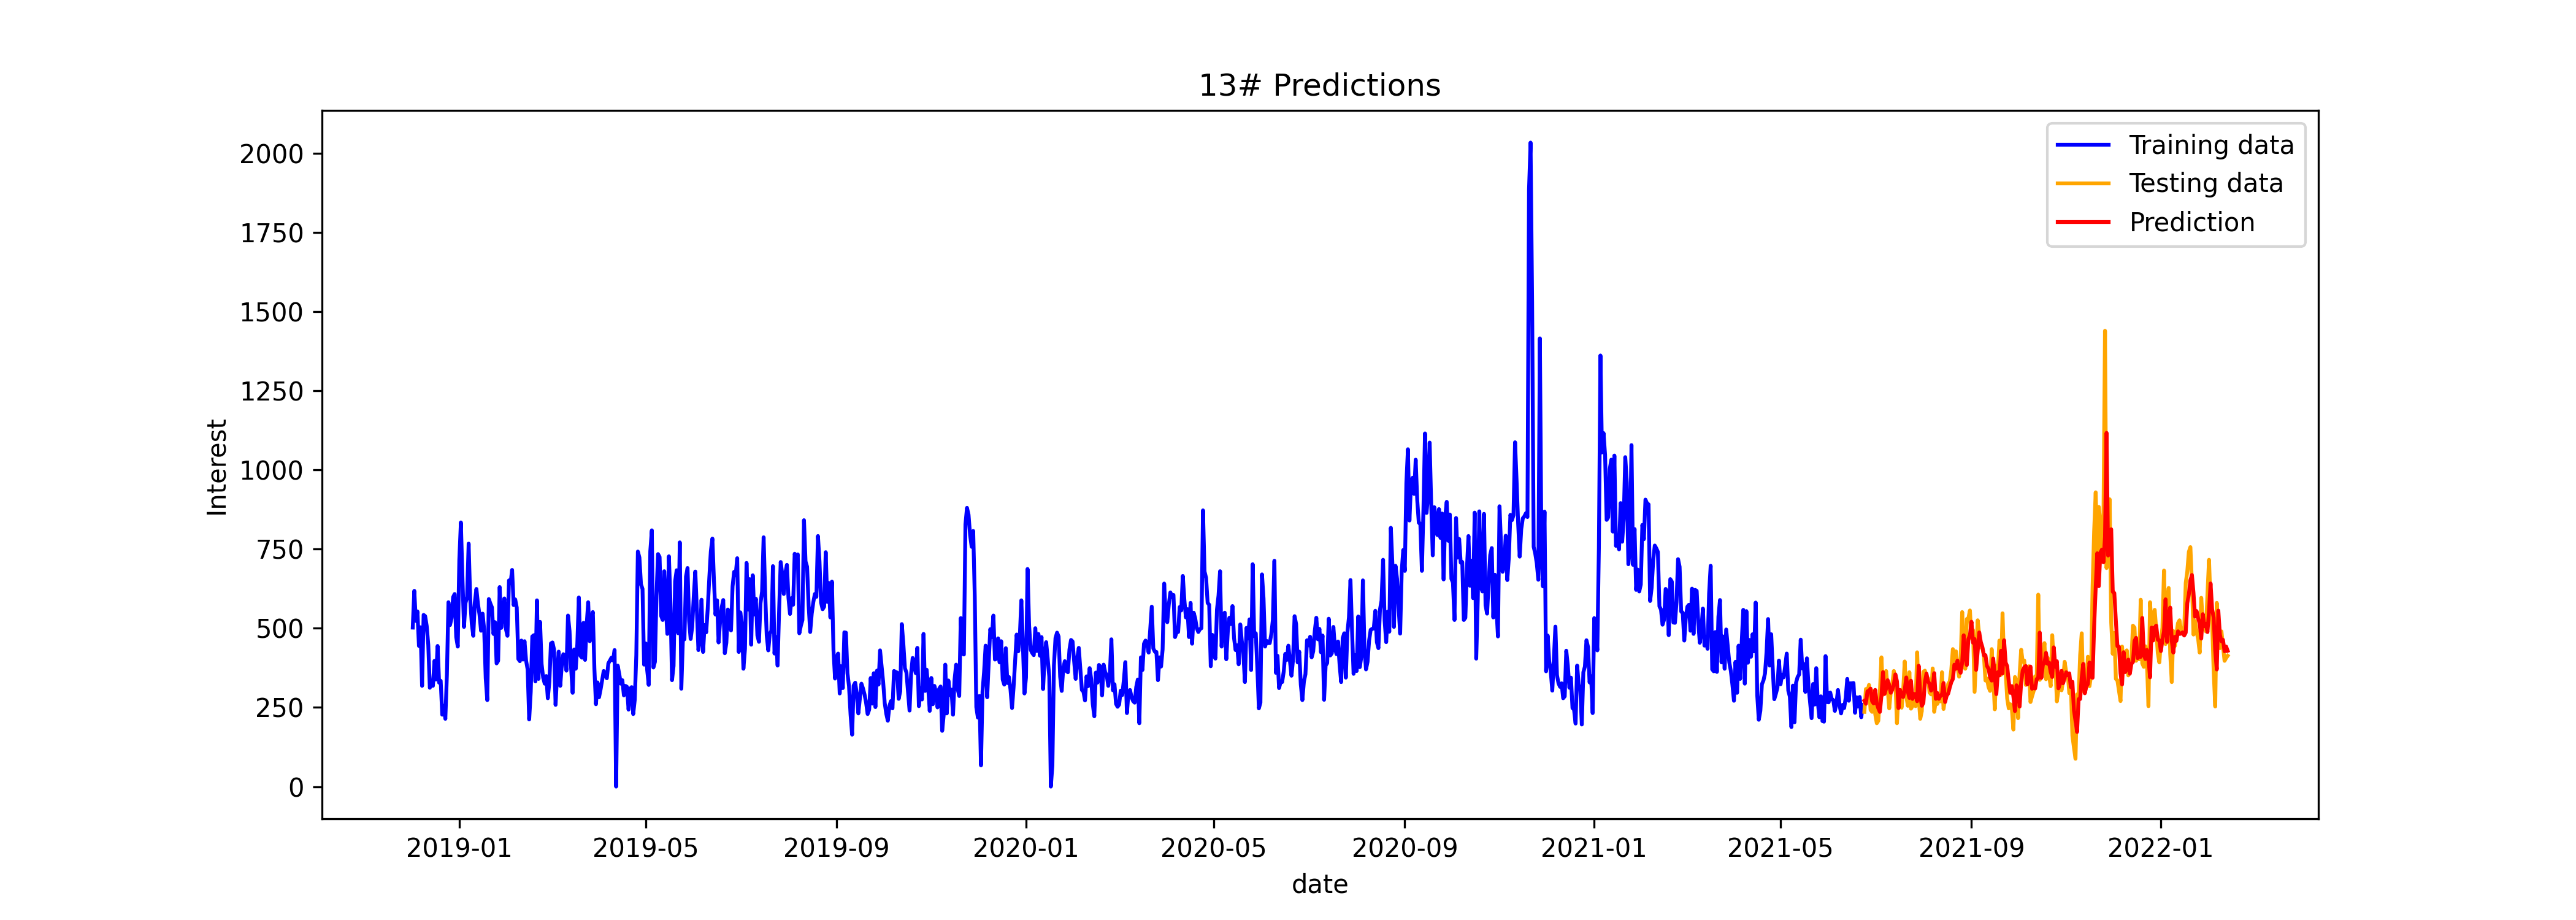 13# Predictions
Interest
2000
1750
1500
1250
1000
750
500
250
0
Training data
Testing data
Prediction
2019-01 2019-05 2019-09 2020-01 2020-05 2020-09 2021-01 2021-05 2021-09 2022-01
date